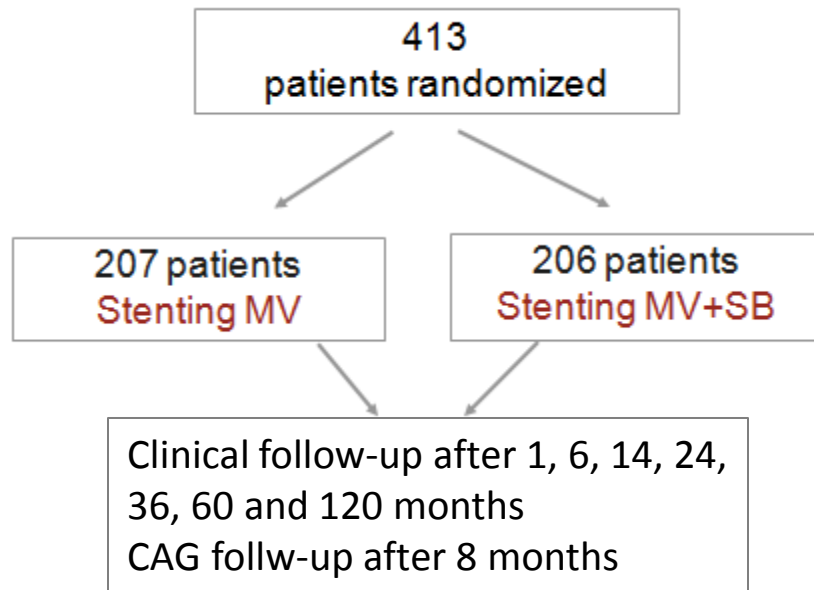 413
patients randomized
207 patients
Stenting MV
206 patients
Stenting MV+SB
Clinical follow-up after 1, 6, 14, 24,
36, 60 and 120 months
CAG follw-up after 8 months